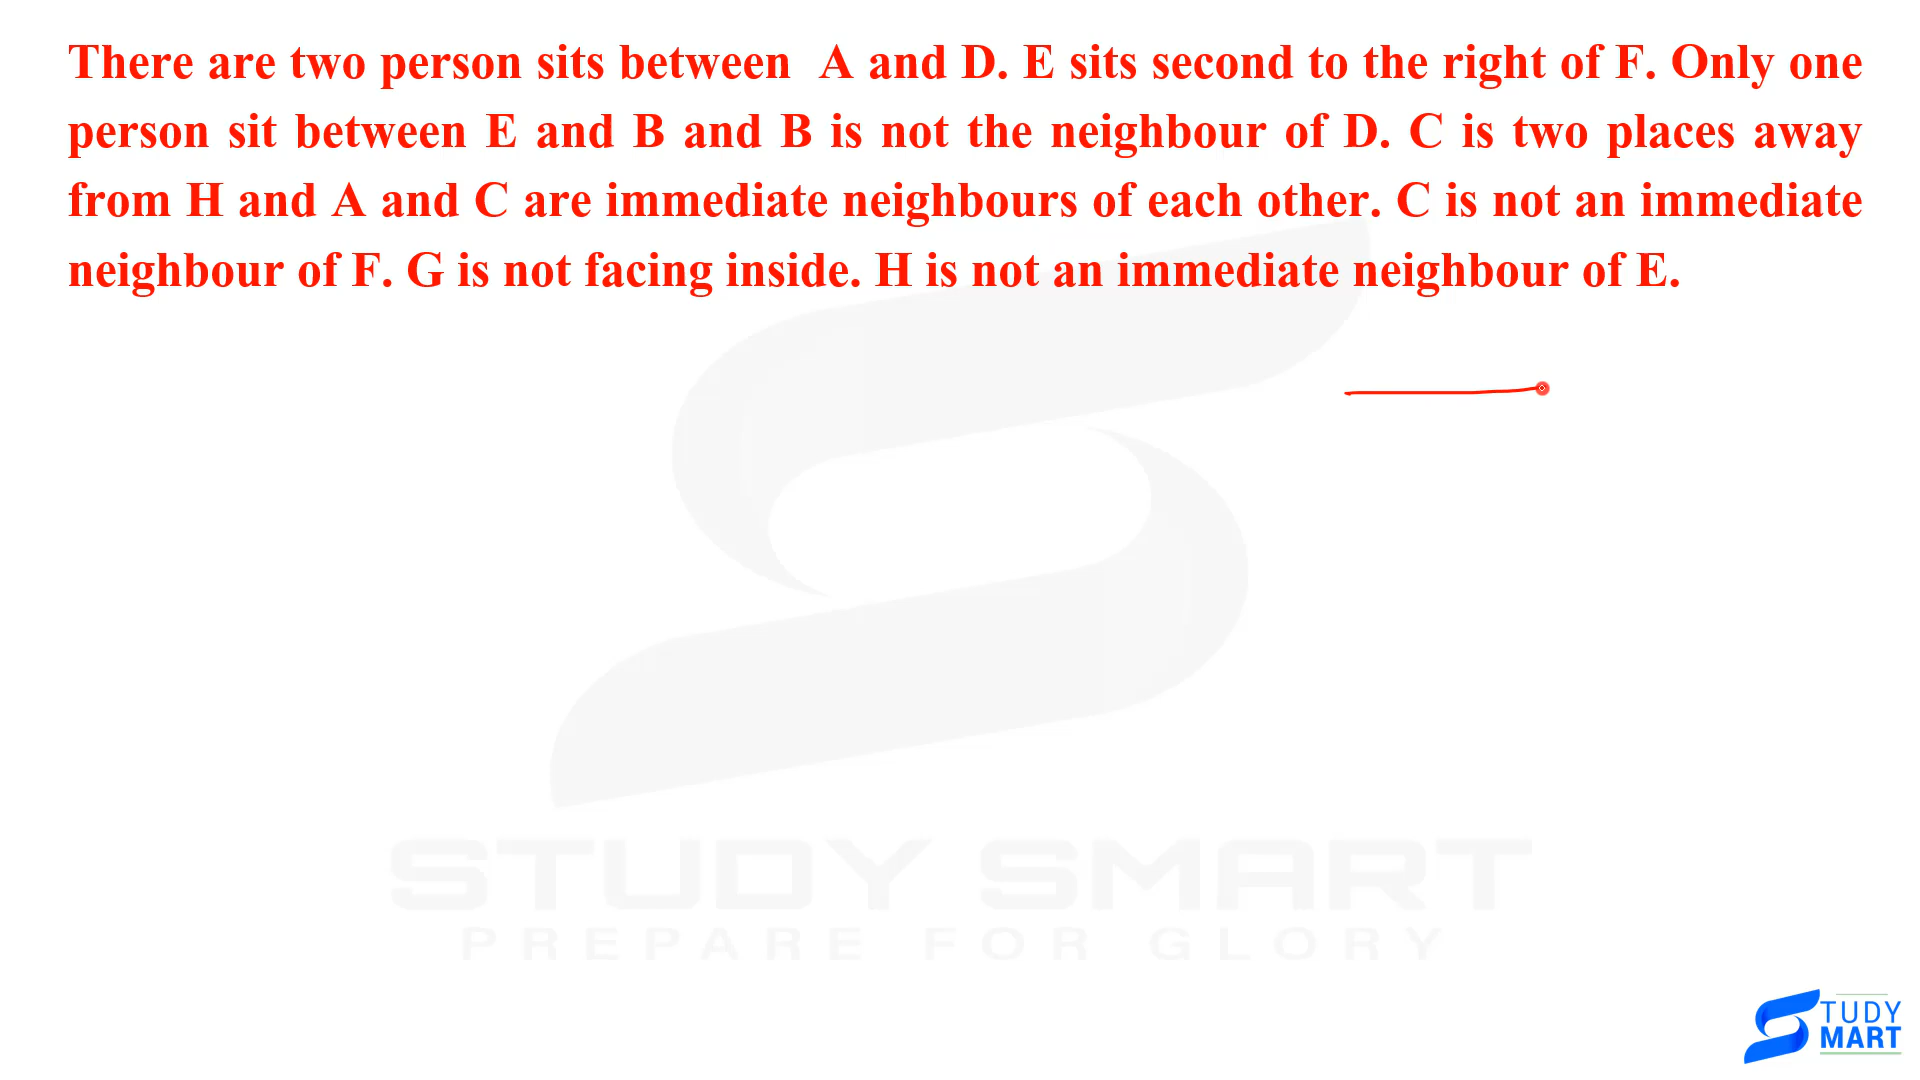 There are two person sits between  A and D. E sits second to the right of F. Only one
person sit between E and B and B is not the neighbour of D. C is two places away
from H and A and C are immediate neighbours of each other. C is not an immediate
neighbour of F. G is not facing inside. H is not an immediate neighbour of E.
STUDY SMART
PREPARE FOR GLORY
STUDY
MART